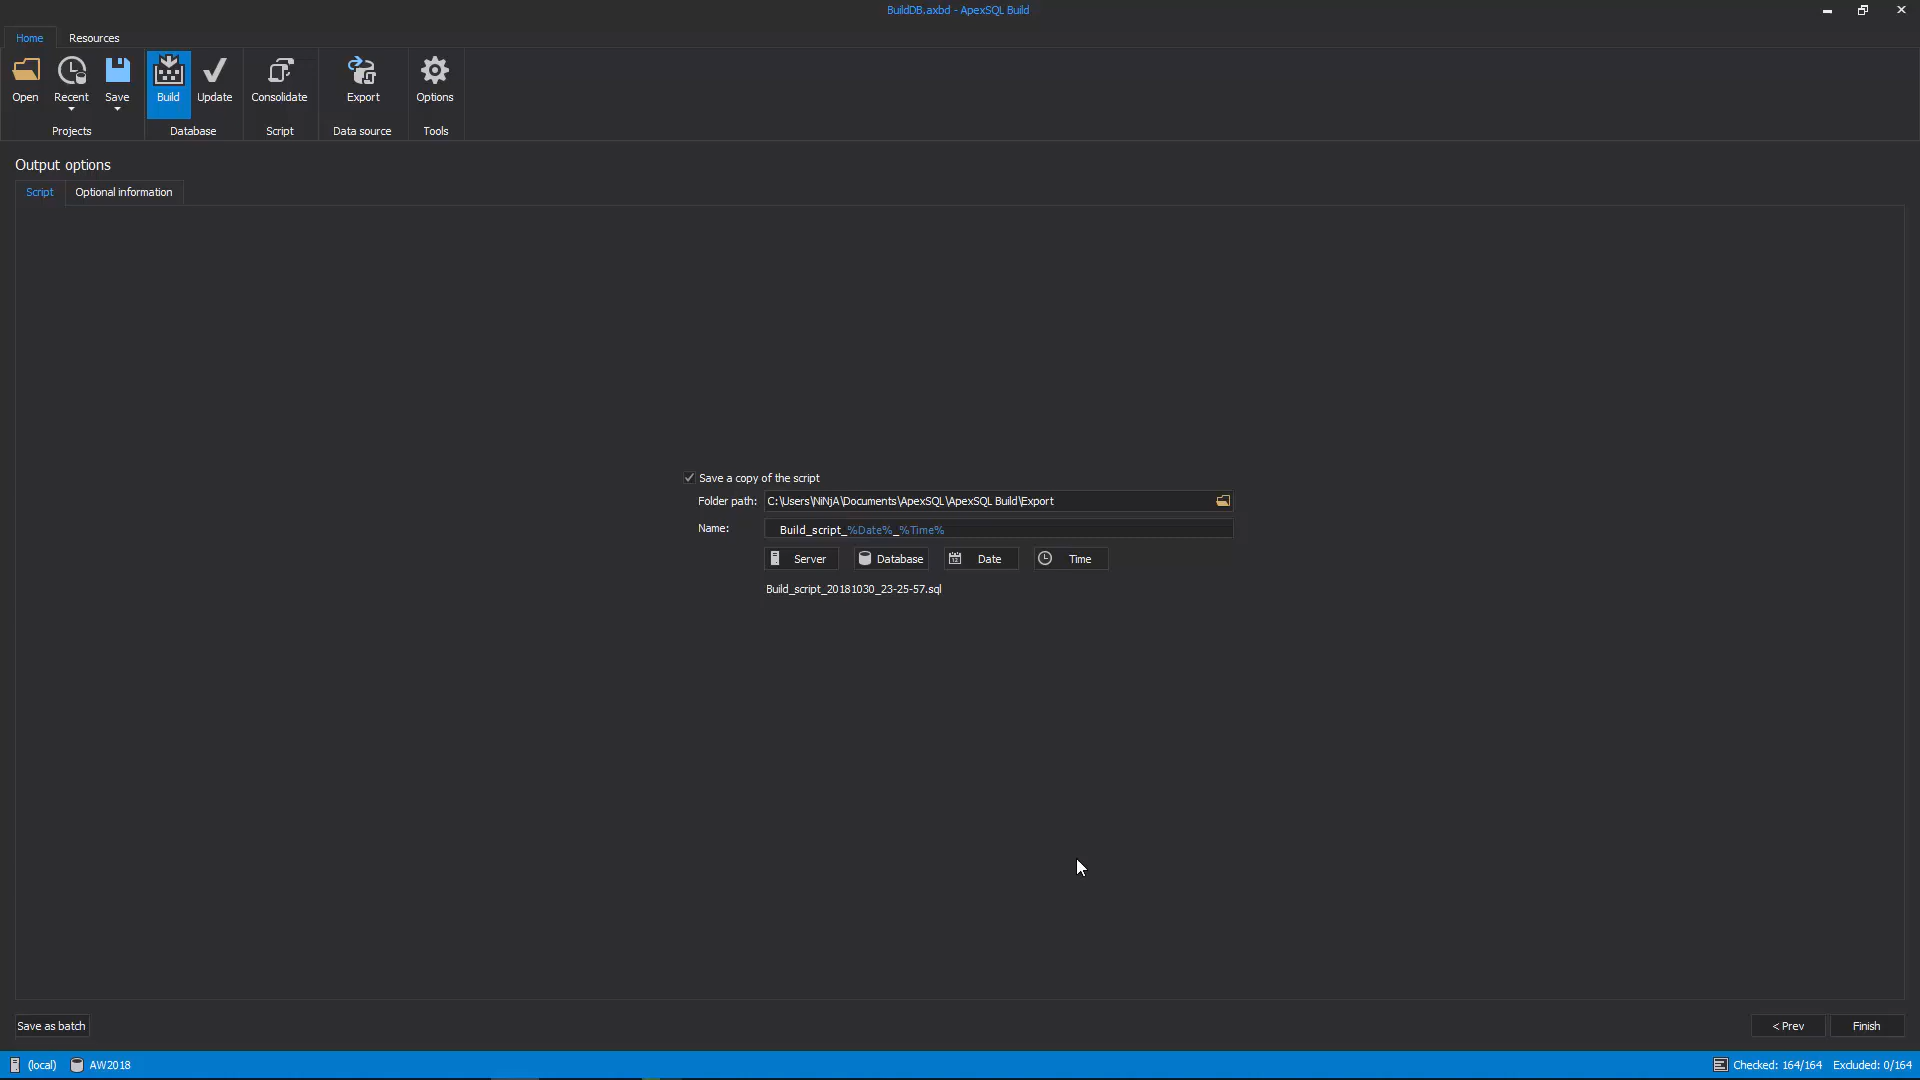 BuildDB.axbd - ApexSQL Build
Home Resources
Open Recent Save Build Update Consolidate Export Options
Projects Database Script Data source Tools
Output options
Script Optional information
Save a copy of the script
Folder path: C:\Users\NiNjA\Documents\ApexSQL\ApexSQL Build\Export
Name: Build_script_%Date%_%Time%
Server Database Date Time
Build_script_20181030_23-25-57.sql
Save as batch < Prev Finish
(local) AW2018 Checked: 164/164 Excluded: 0/164